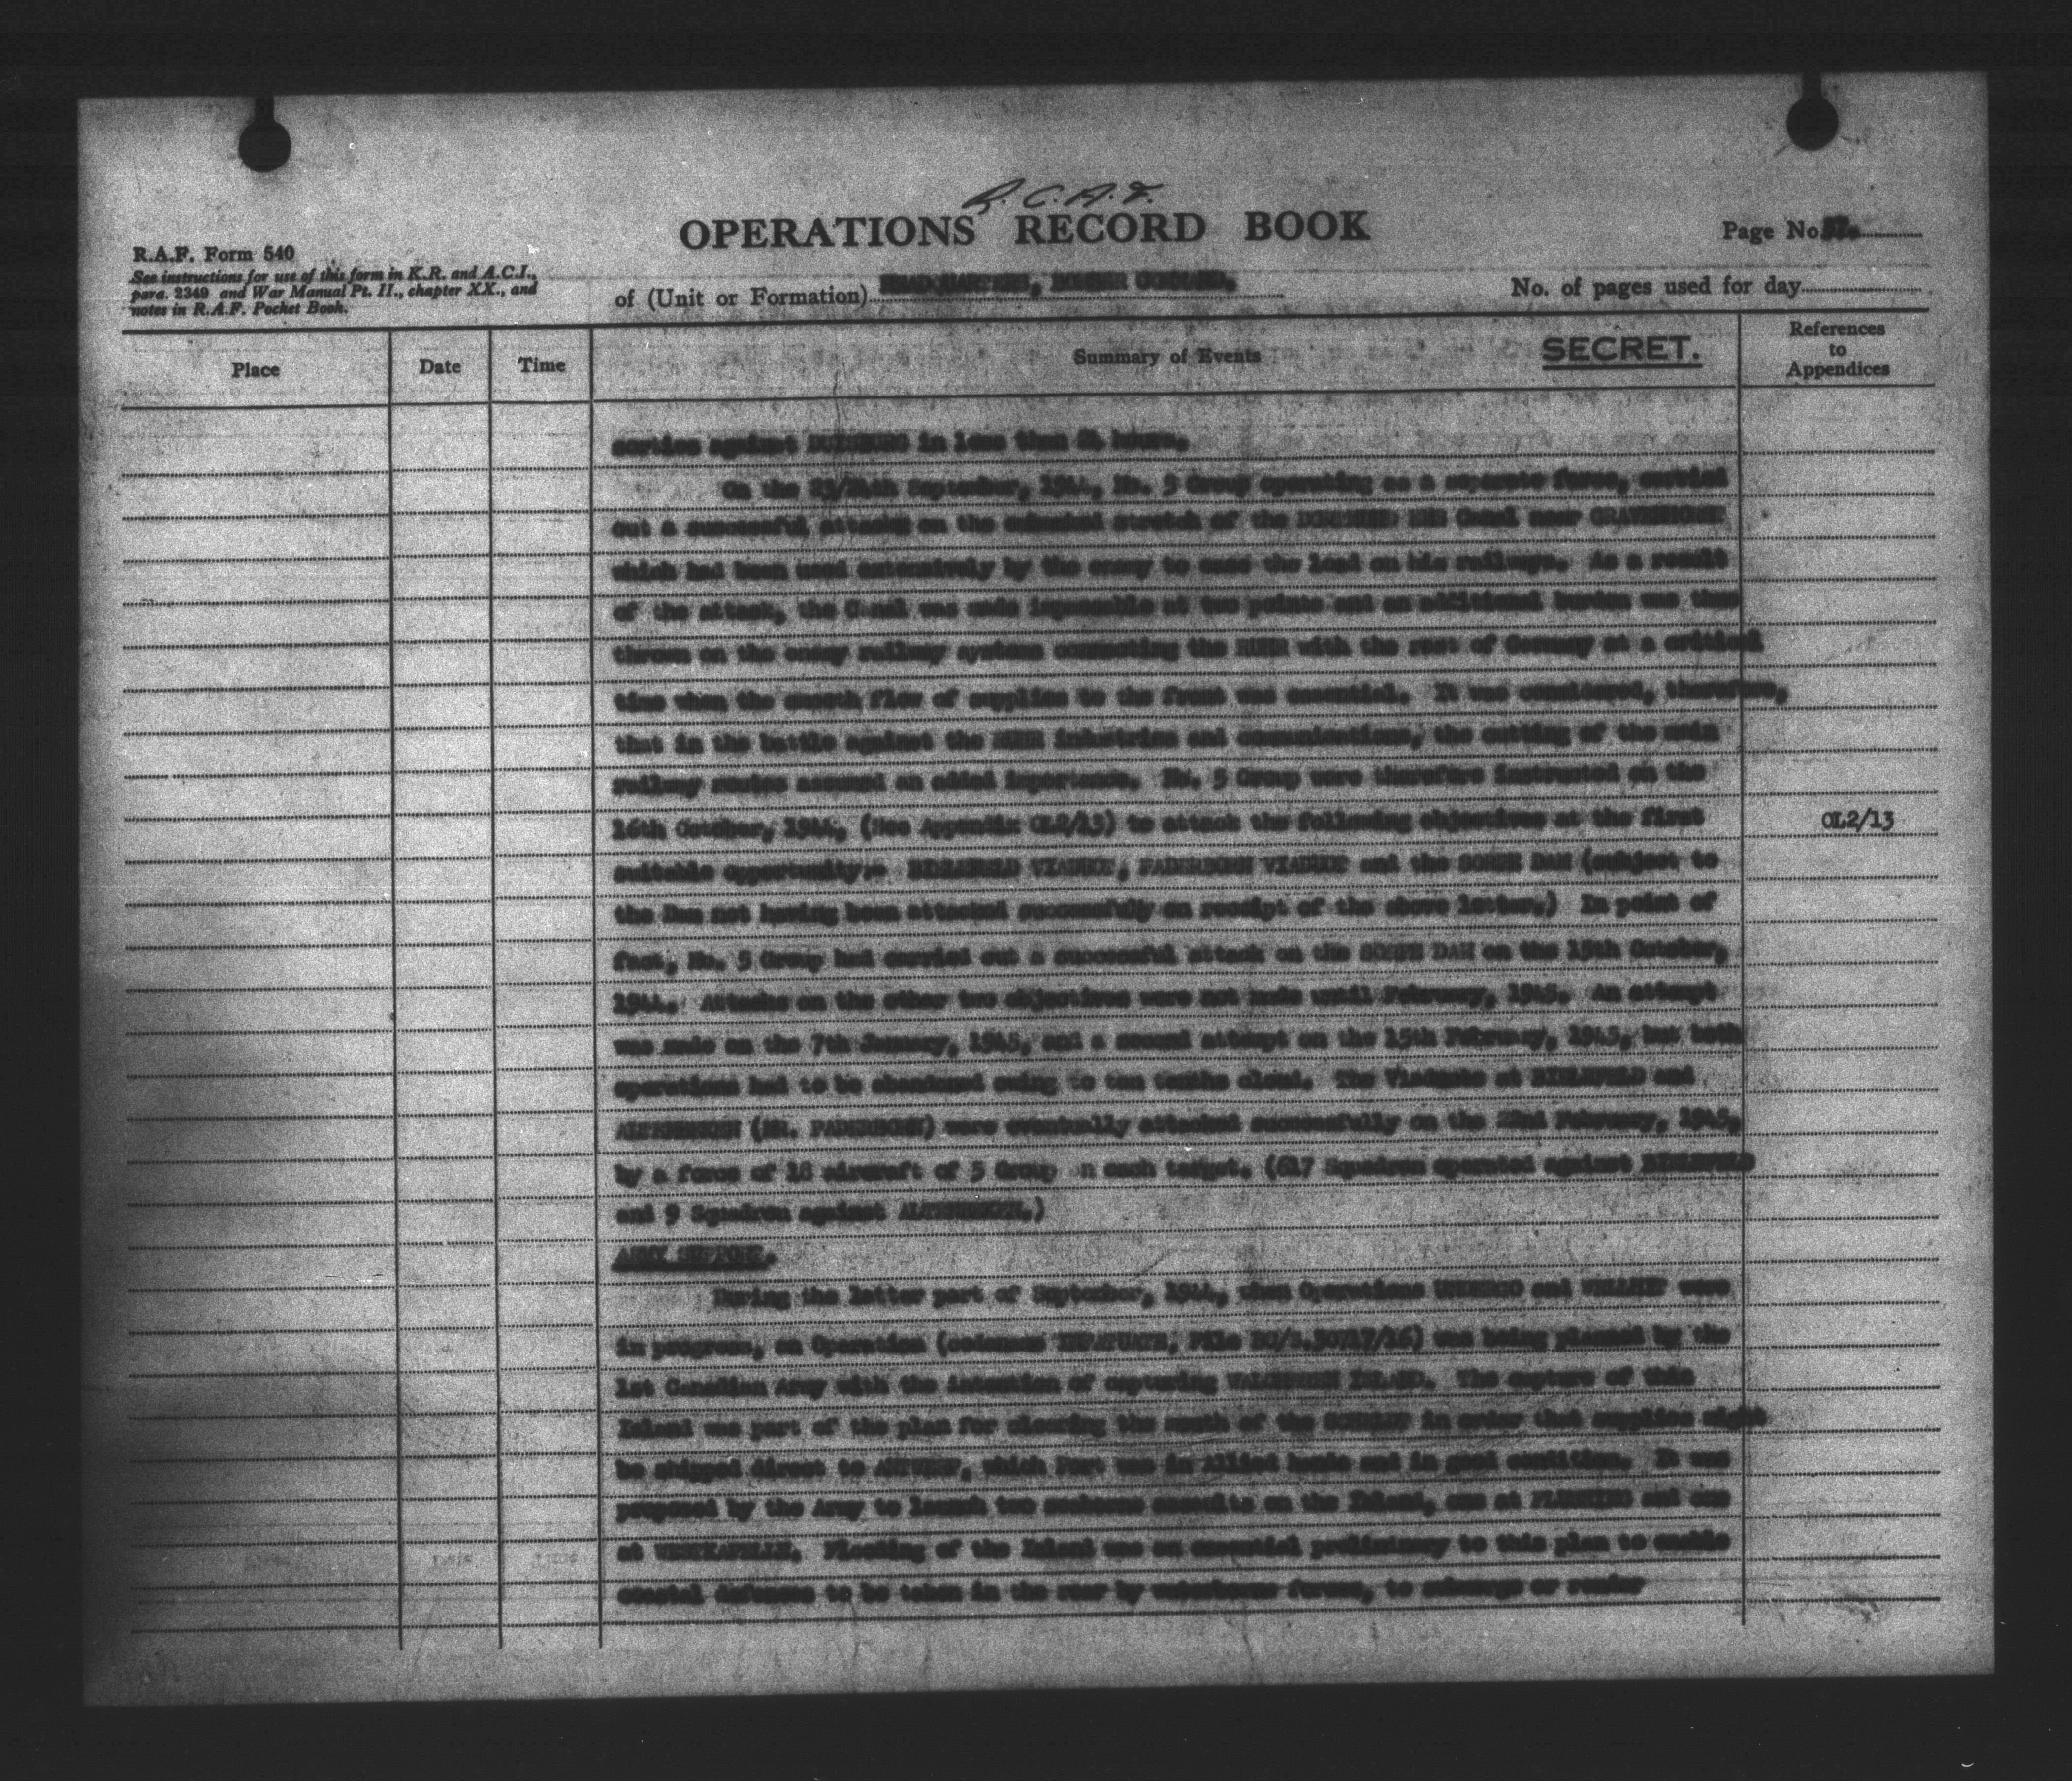 R.C.A.F.
OPERATIONS RECORD BOOK
Page No
R.A.F. Form 540
See instructions for use of this form in K.R. and A.C.I.,
para. 2349 and War Manual Pt. II., chapter XX., and
notes in R.A.F. Pocket Book.
of (Unit or Formation) HEADQUARTERS, BOMBER COMMAND.
No. of pages used for day
Place
Date
Time
Summary of Events
SECRET.
References
to
Appendices
sorties against DUISBURG in less than 24 hours.
On the 23/24th September, 1944, No. 5 Group operating as a separate force, carried
out a successful attack on the stretch of the DORTMUND EMS Canal near
which had been used extensively by the enemy to ease the load on his railways. As a result
of the attack, the Canal was made impassable at two points and an additional burden was thus
thrown on the enemy railway systems connecting the RUHR with the rest of Germany at a critical
time when the smooth flow of supplies to the front was essential. It was considered, therefore,
that in the battle against the RUHR industries and communications, the cutting of the main
railway routes assumed an added importance. No. 5 Group were therefore instructed on the
16th October, 1944, (See Appendix OL2/13) to attack the following objectives at the first
OL2/13
suitable opportunity:- BIELEFELD VIADUCT, PADERBORN VIADUCT and the SORPE DAM (subject to
the Dam not having been attacked successfully on receipt of the above letter.) In point of
fact, No. 5 Group had carried out a successful attack on the SORPE DAM on the 15th October,
1944. Attacks on the other two objectives were not made until February, 1945. An attempt
was made on the 7th January, 1945, and a second attempt on the 15th February, 1945, but both
operations had to be abandoned owing to ten tenths cloud. The Viaducts at BIELEFELD and
ALTENBEKEN (Nr. PADERBORN) were eventually attacked successfully on the 22nd February, 1945,
by a force of 18 aircraft of 5 Group on each target. (617 Squadron operated against BIELEFELD
and 9 Squadron against ALTENBEKEN.)
ARMY SUPPORT.
During the latter part of September, 1944, when Operations UNDERGO and WELLHIT were
in progress, an Operation (codename INFATUATE, File BC/S.30717/16) was being planned by the
1st Canadian Army with the intention of capturing WALCHEREN ISLAND. The capture of this
Island was part of the plan for clearing the mouth of the SCHELDT in order that supplies might
be shipped direct to ANTWERP, which Port was in Allied hands and in good condition. It was
proposed by the Army to launch two seaborne assaults on the Island, one at FLUSHING and one
at WESTKAPELLE. Flooding of the Island was an essential preliminary to this plan to enable
coastal defences to be taken in the rear by waterborne forces, to or render